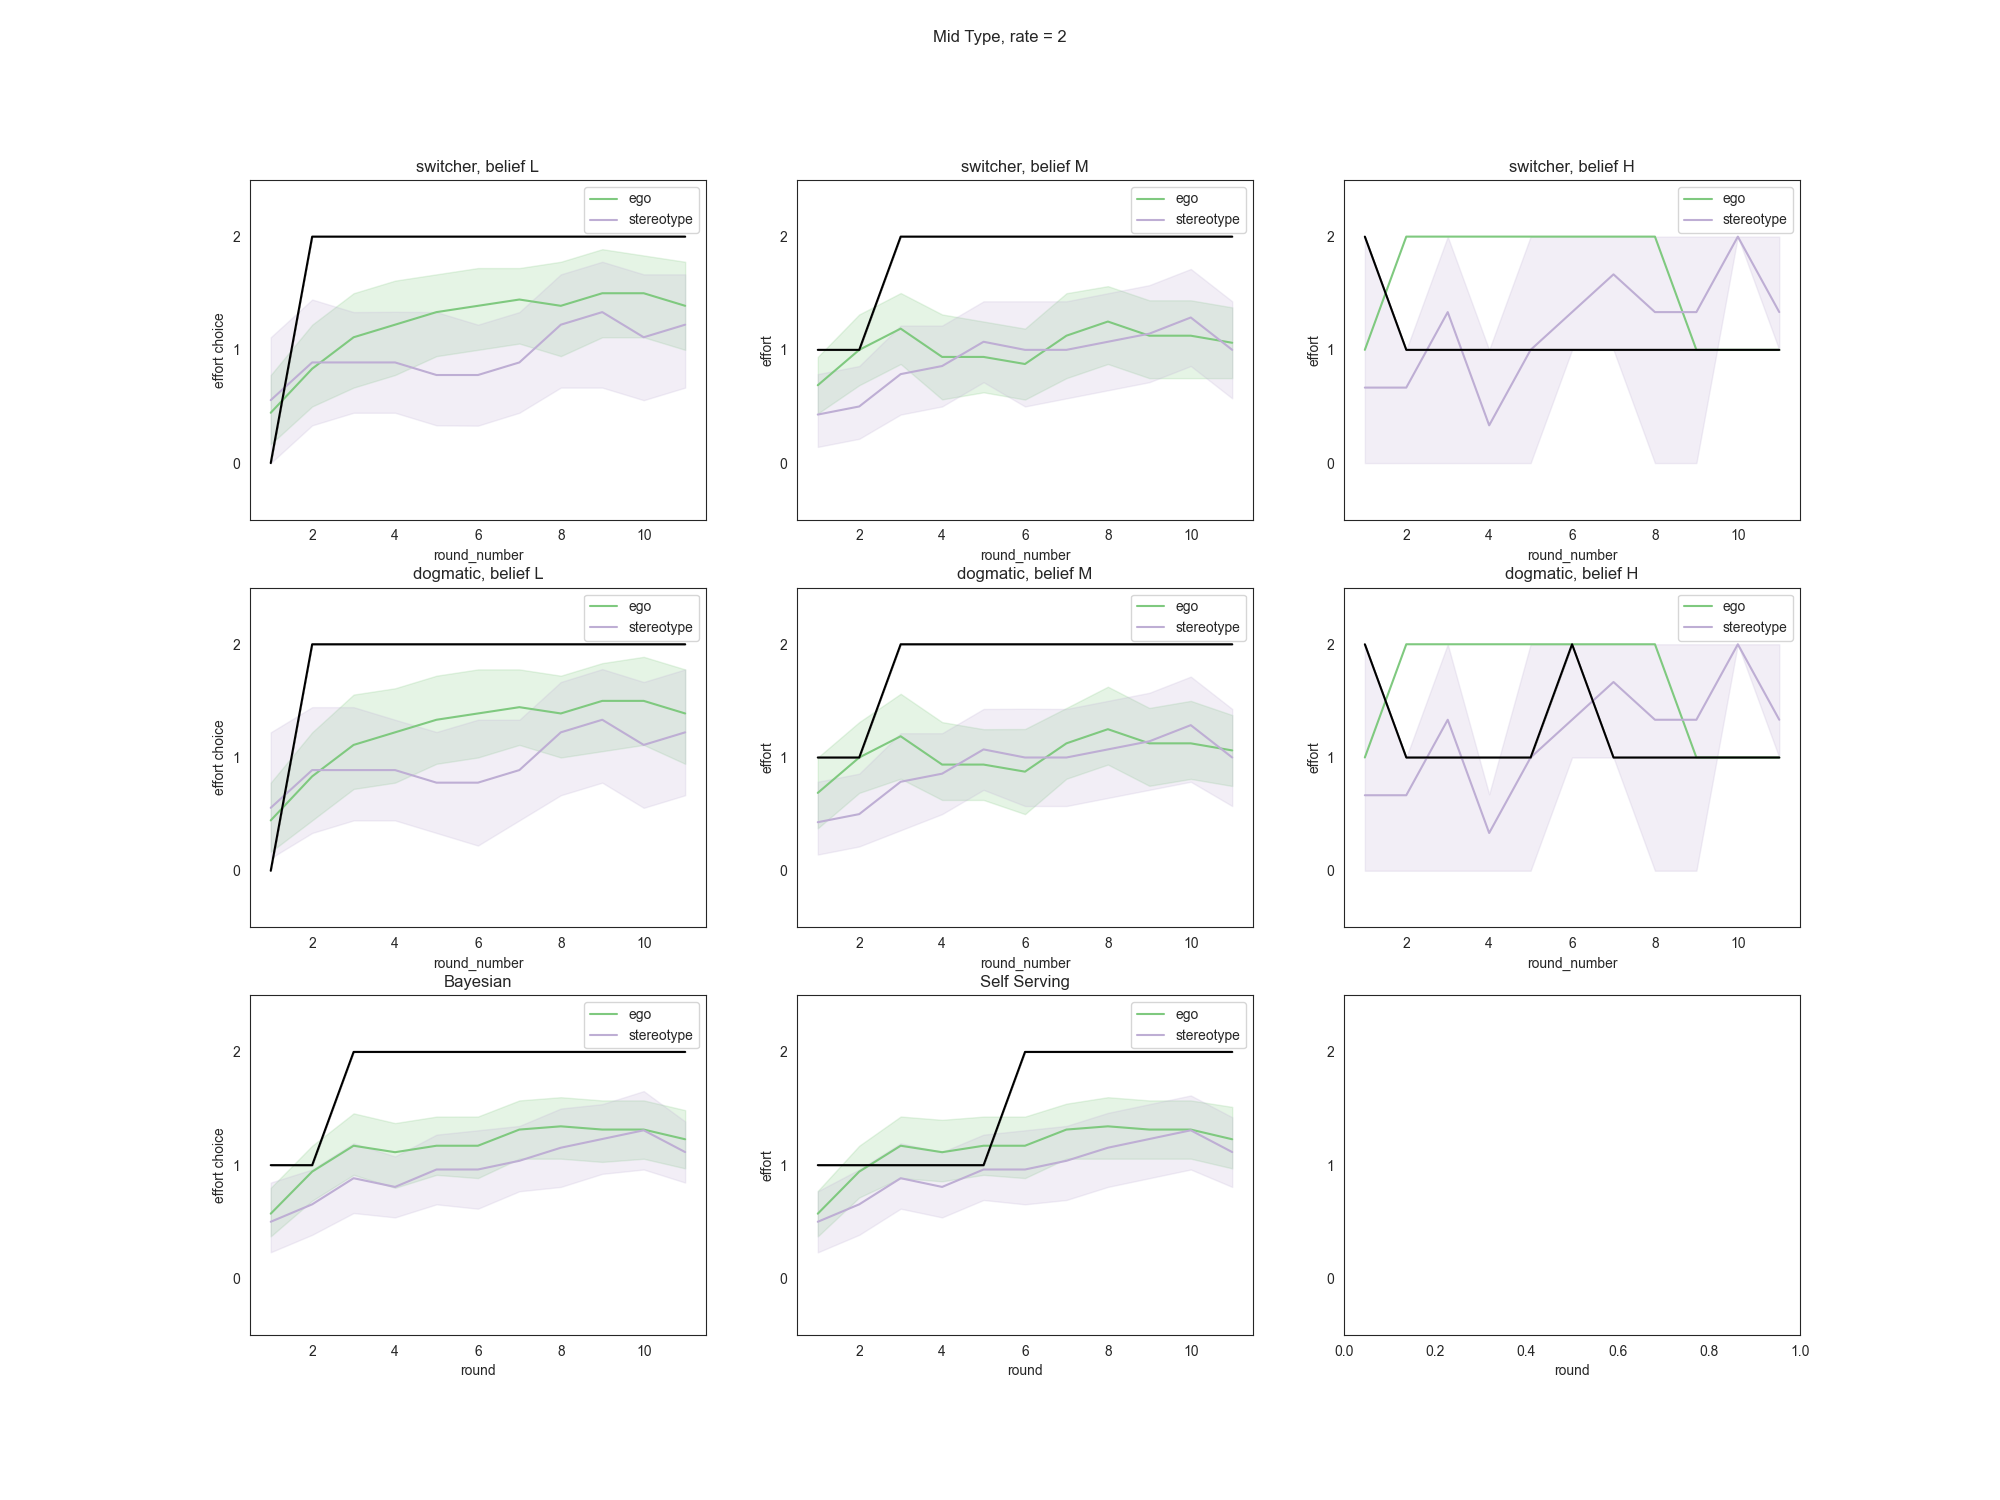 Mid Type, rate = 2
switcher, belief L
ego
stereotype
2
1
0
effort choice
2 4 6 8 10
round_number
switcher, belief M
ego
stereotype
2
1
0
effort
2 4 6 8 10
round_number
switcher, belief H
ego
stereotype
2
1
0
effort
2 4 6 8 10
round_number
dogmatic, belief L
ego
stereotype
2
1
0
effort choice
2 4 6 8 10
round_number
dogmatic, belief M
ego
stereotype
2
1
0
effort
2 4 6 8 10
round_number
dogmatic, belief H
ego
stereotype
2
1
0
effort
2 4 6 8 10
round_number
Bayesian
ego
stereotype
2
1
0
effort choice
2 4 6 8 10
round
Self Serving
ego
stereotype
2
1
0
effort
2 4 6 8 10
round
2
1
0
0.0 0.2 0.4 0.6 0.8 1.0
round